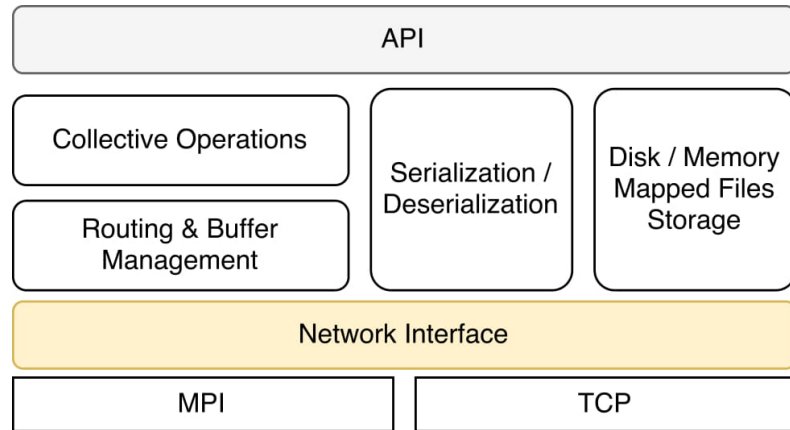 API
Collective Operations
Routing & Buffer
Management
Serialization /
Deserialization
Disk / Memory
Mapped Files
Storage
Network Interface
MPI
TCP